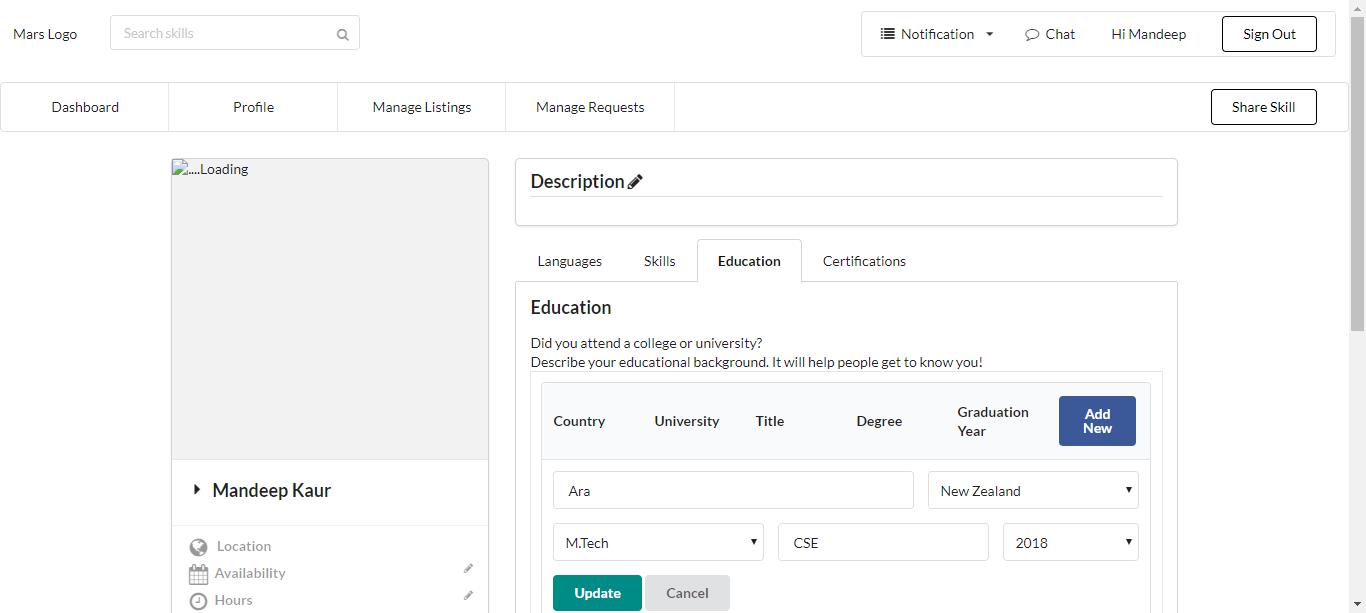 Mars Logo
Search skills
Notification
Chat
Hi Mandeep
Sign Out
Dashboard
Profile
Manage Listings
Manage Requests
Share Skill
....Loading
Mandeep Kaur
Location
Availability
Hours
Description
Languages
Skills
Education
Certifications
Education
Did you attend a college or university?
Describe your educational background. It will help people get to know you!
Country
University
Title
Degree
Graduation
Year
Add
New
Ara
New Zealand
M.Tech
CSE
2018
Update
Cancel